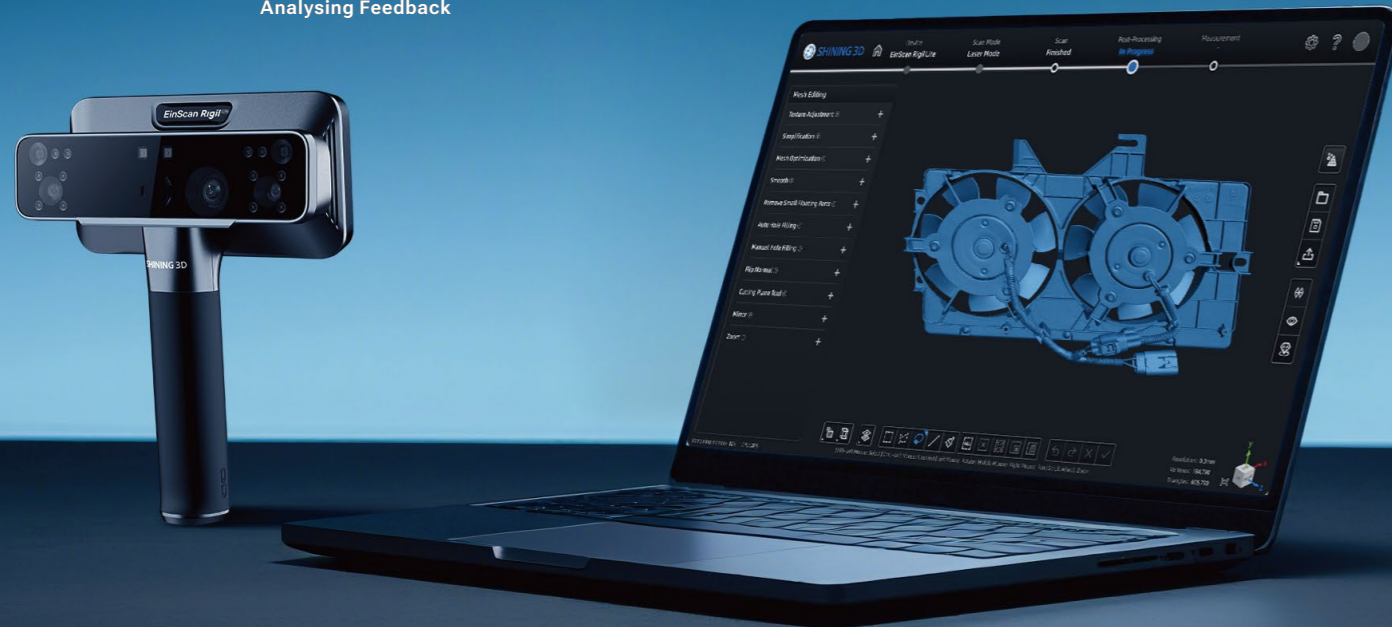 Analysing Feedback
EinScan Rigil
SHINING 3D
SHINING 3D
Device
EinScan Rigil Lite
Scan Mode
Laser Mode
Scan
Finished
Post-Processing
In Progress
Measurement
Mesh Editing
Texture Adjustment
Simplification
Mesh Optimization
Smooth
Remove Small Floating Parts
Auto Hole Filling
Manual Hole Filling
Flip Normal
Cutting Plane Tool
Mirror
Zoom